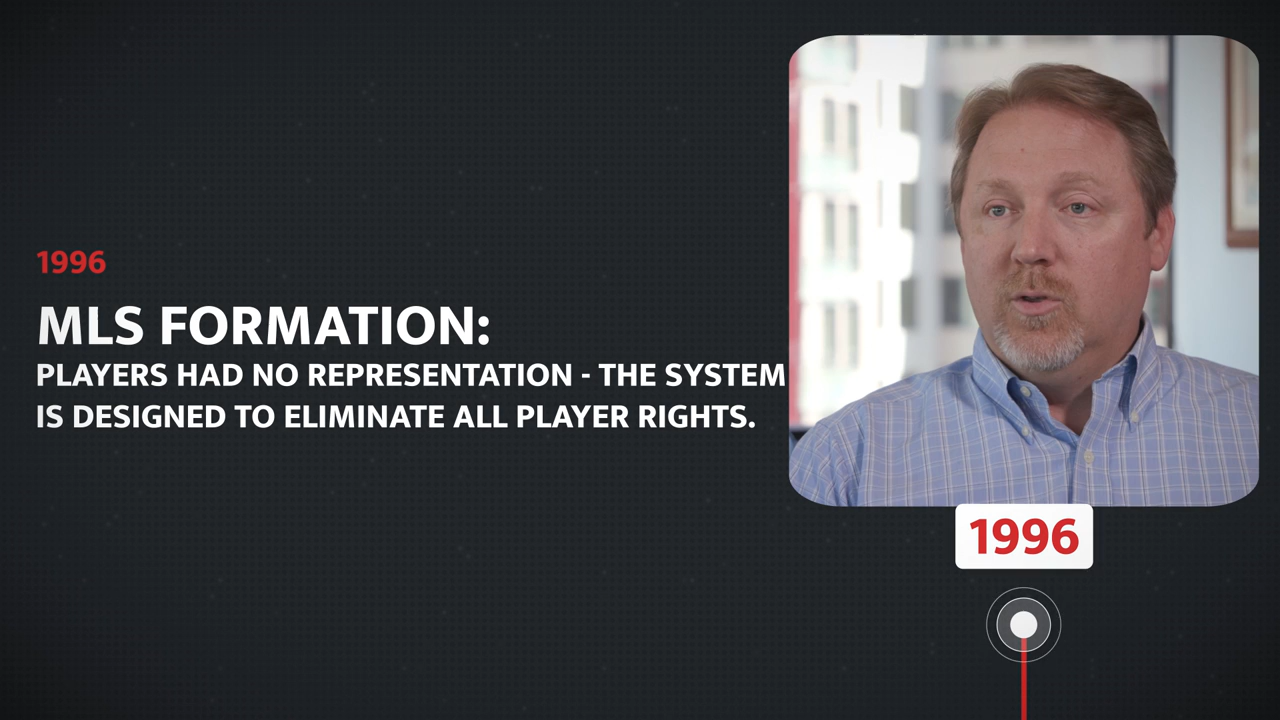 1996
MLS FORMATION:
PLAYERS HAD NO REPRESENTATION - THE SYSTEM
IS DESIGNED TO ELIMINATE ALL PLAYER RIGHTS.
1996